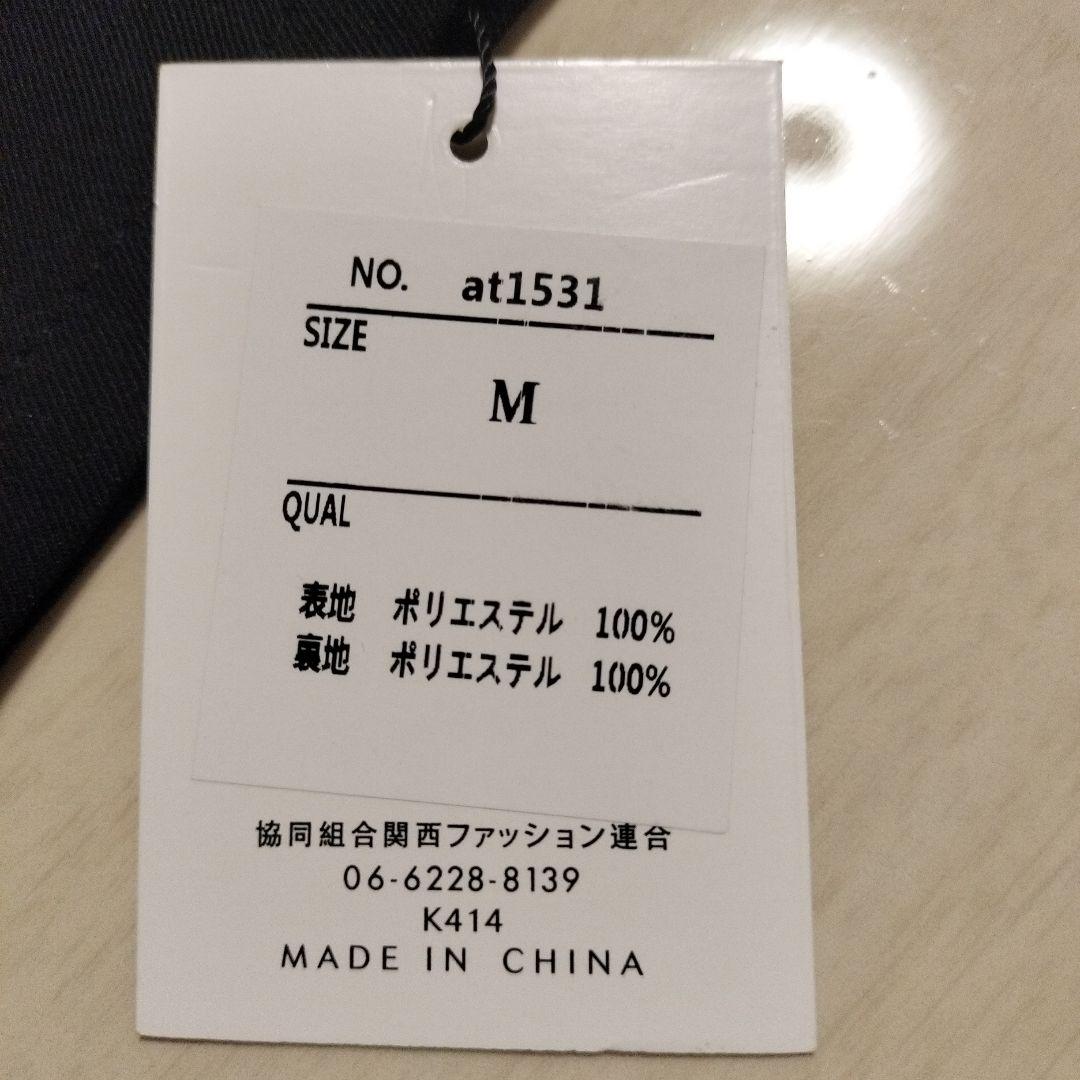 NO. at1531
SIZE
M
QUAL
表地 ポリエステル 100%
裏地 ポリエステル 100%
協同組合関西ファッション連合
06-6228-8139
K414
MADE IN CHINA